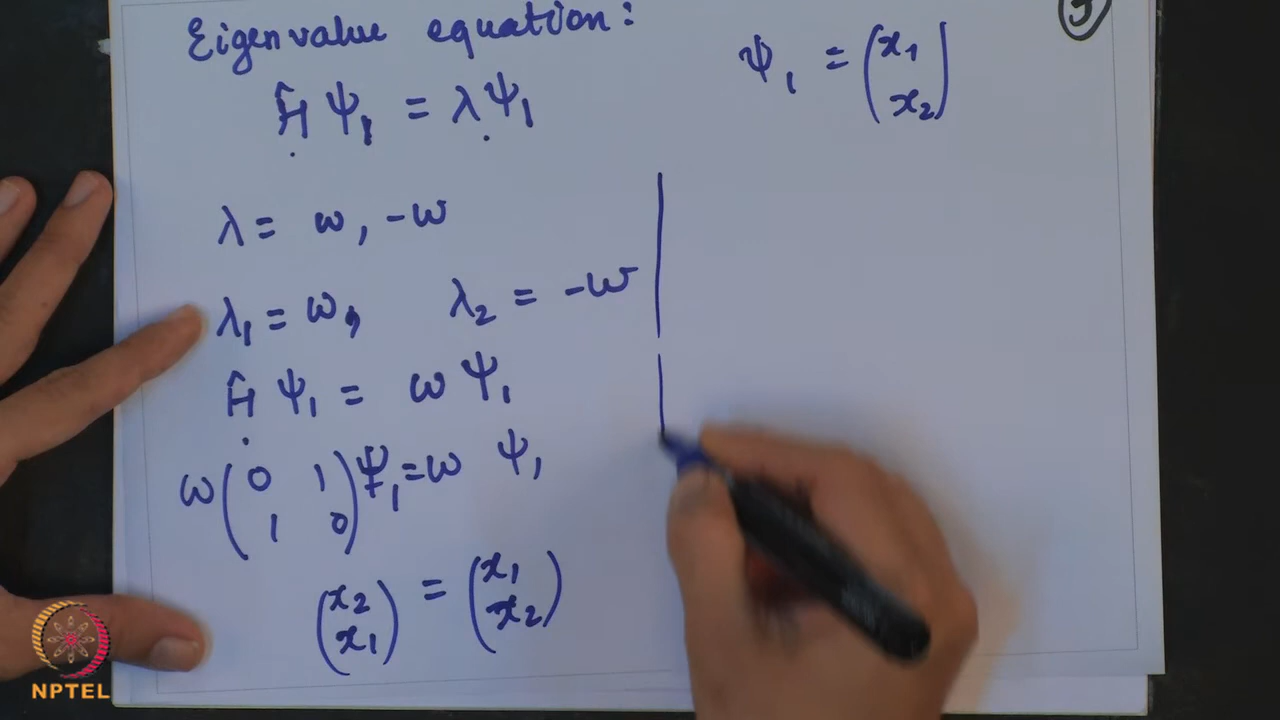 Eigenvalue equation:
Ĥ ψ₁ = λ ψ₁
λ = ω, -ω
λ₁ = ω, λ₂ = -ω
Ĥ ψ₁ = ω ψ₁
ω (0 1
1 0) ψ₁ = ω ψ₁
(x₂
x₁) = (x₁
x₂)
ψ₁ = (x₁
x₂)
NPTEL